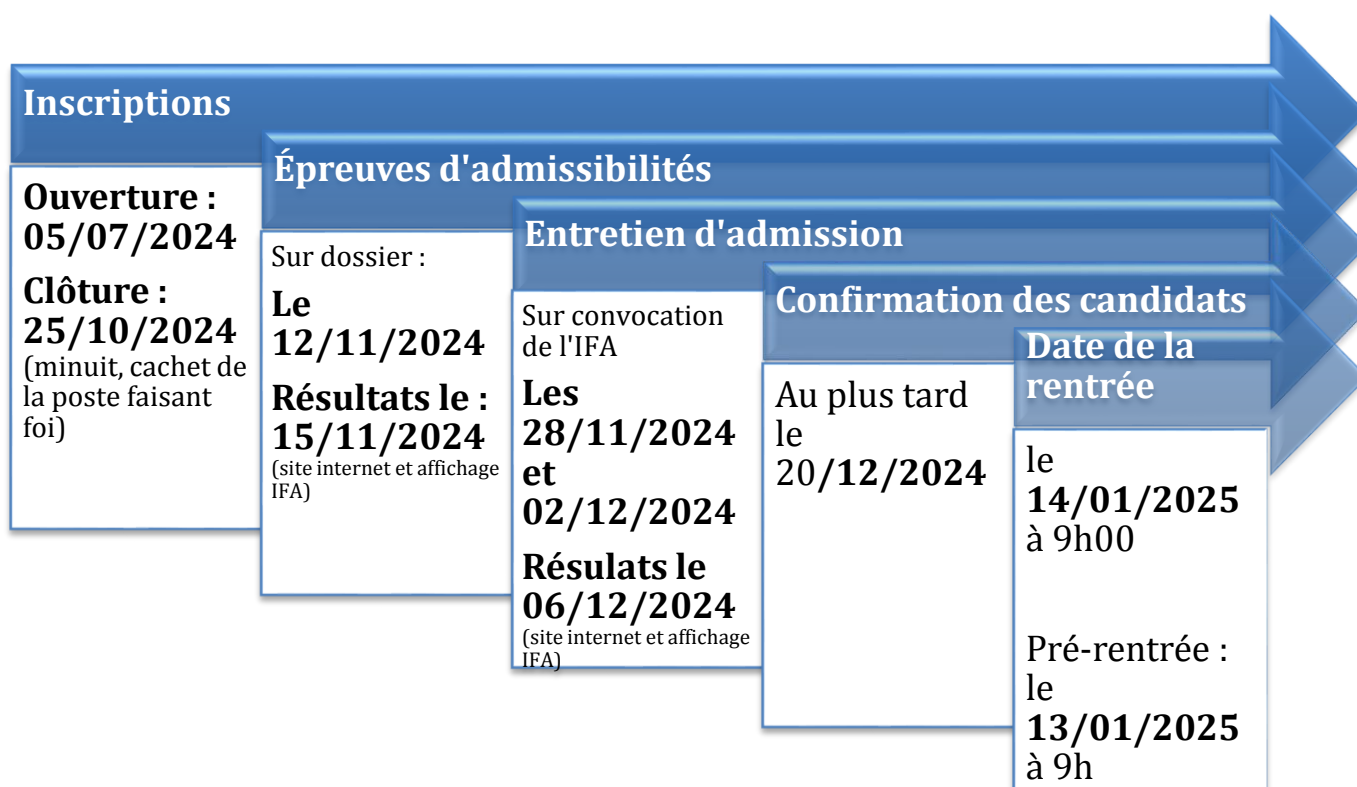 Inscriptions
Ouverture :
05/07/2024
Clôture :
25/10/2024
(minuit, cachet de
la poste faisant
foi)
Épreuves d'admissibilités
Sur dossier :
Le
12/11/2024
Résultats le :
15/11/2024
(site internet et affichage
IFA)
Entretien d'admission
Sur convocation
de l'IFA
Les
28/11/2024
et
02/12/2024
Résulats le
06/12/2024
(site internet et affichage
IFA)
Confirmation des candidats
Au plus tard
le
20/12/2024
Date de la
rentrée
le
14/01/2025
à 9h00
Pré-rentrée :
le
13/01/2025
à 9h